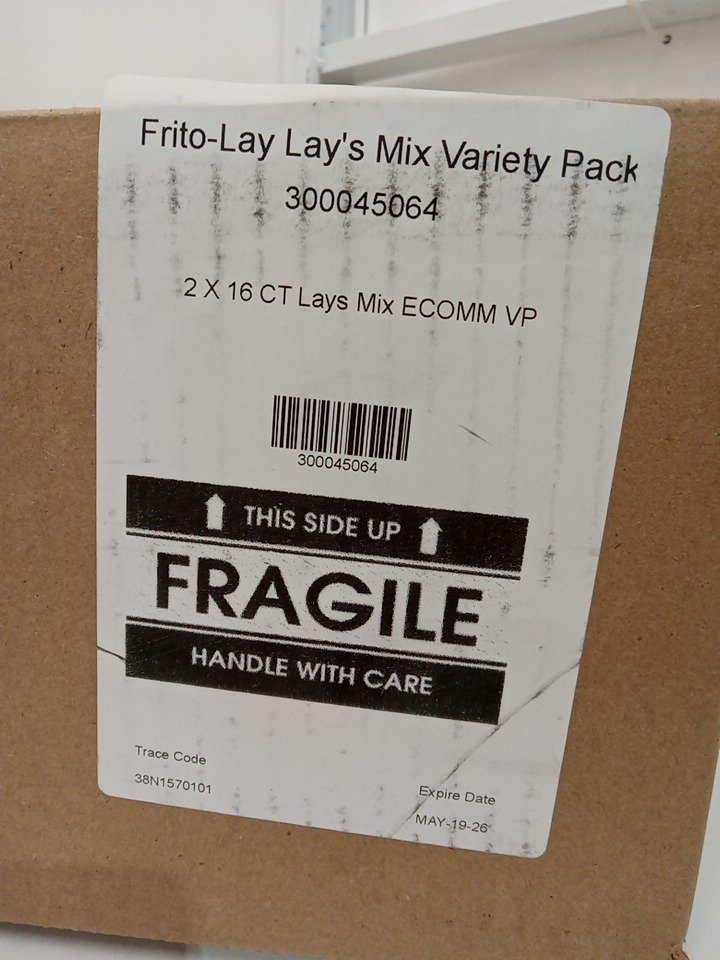 Frito-Lay Lay's Mix Variety Pack
300045064
2 X 16 CT Lays Mix ECOMM VP
300045064
THIS SIDE UP
FRAGILE
HANDLE WITH CARE
Trace Code
38N1570101
Expire Date
MAY-19-26